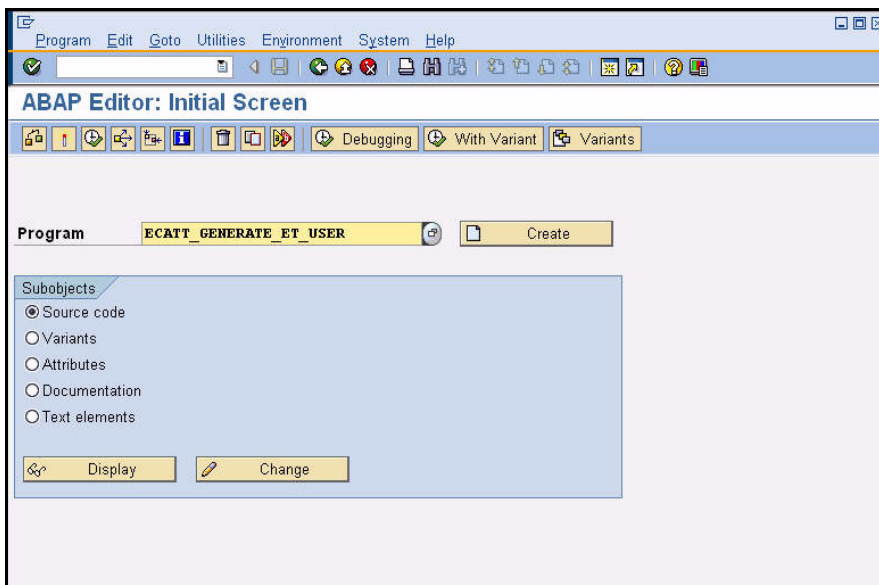 Program Edit Goto Utilities Environment System Help
ABAP Editor: Initial Screen
Debugging With Variant Variants
Program ECATT_GENERATE_ET_USER Create
Subobjects
Source code
Variants
Attributes
Documentation
Text elements
Display Change